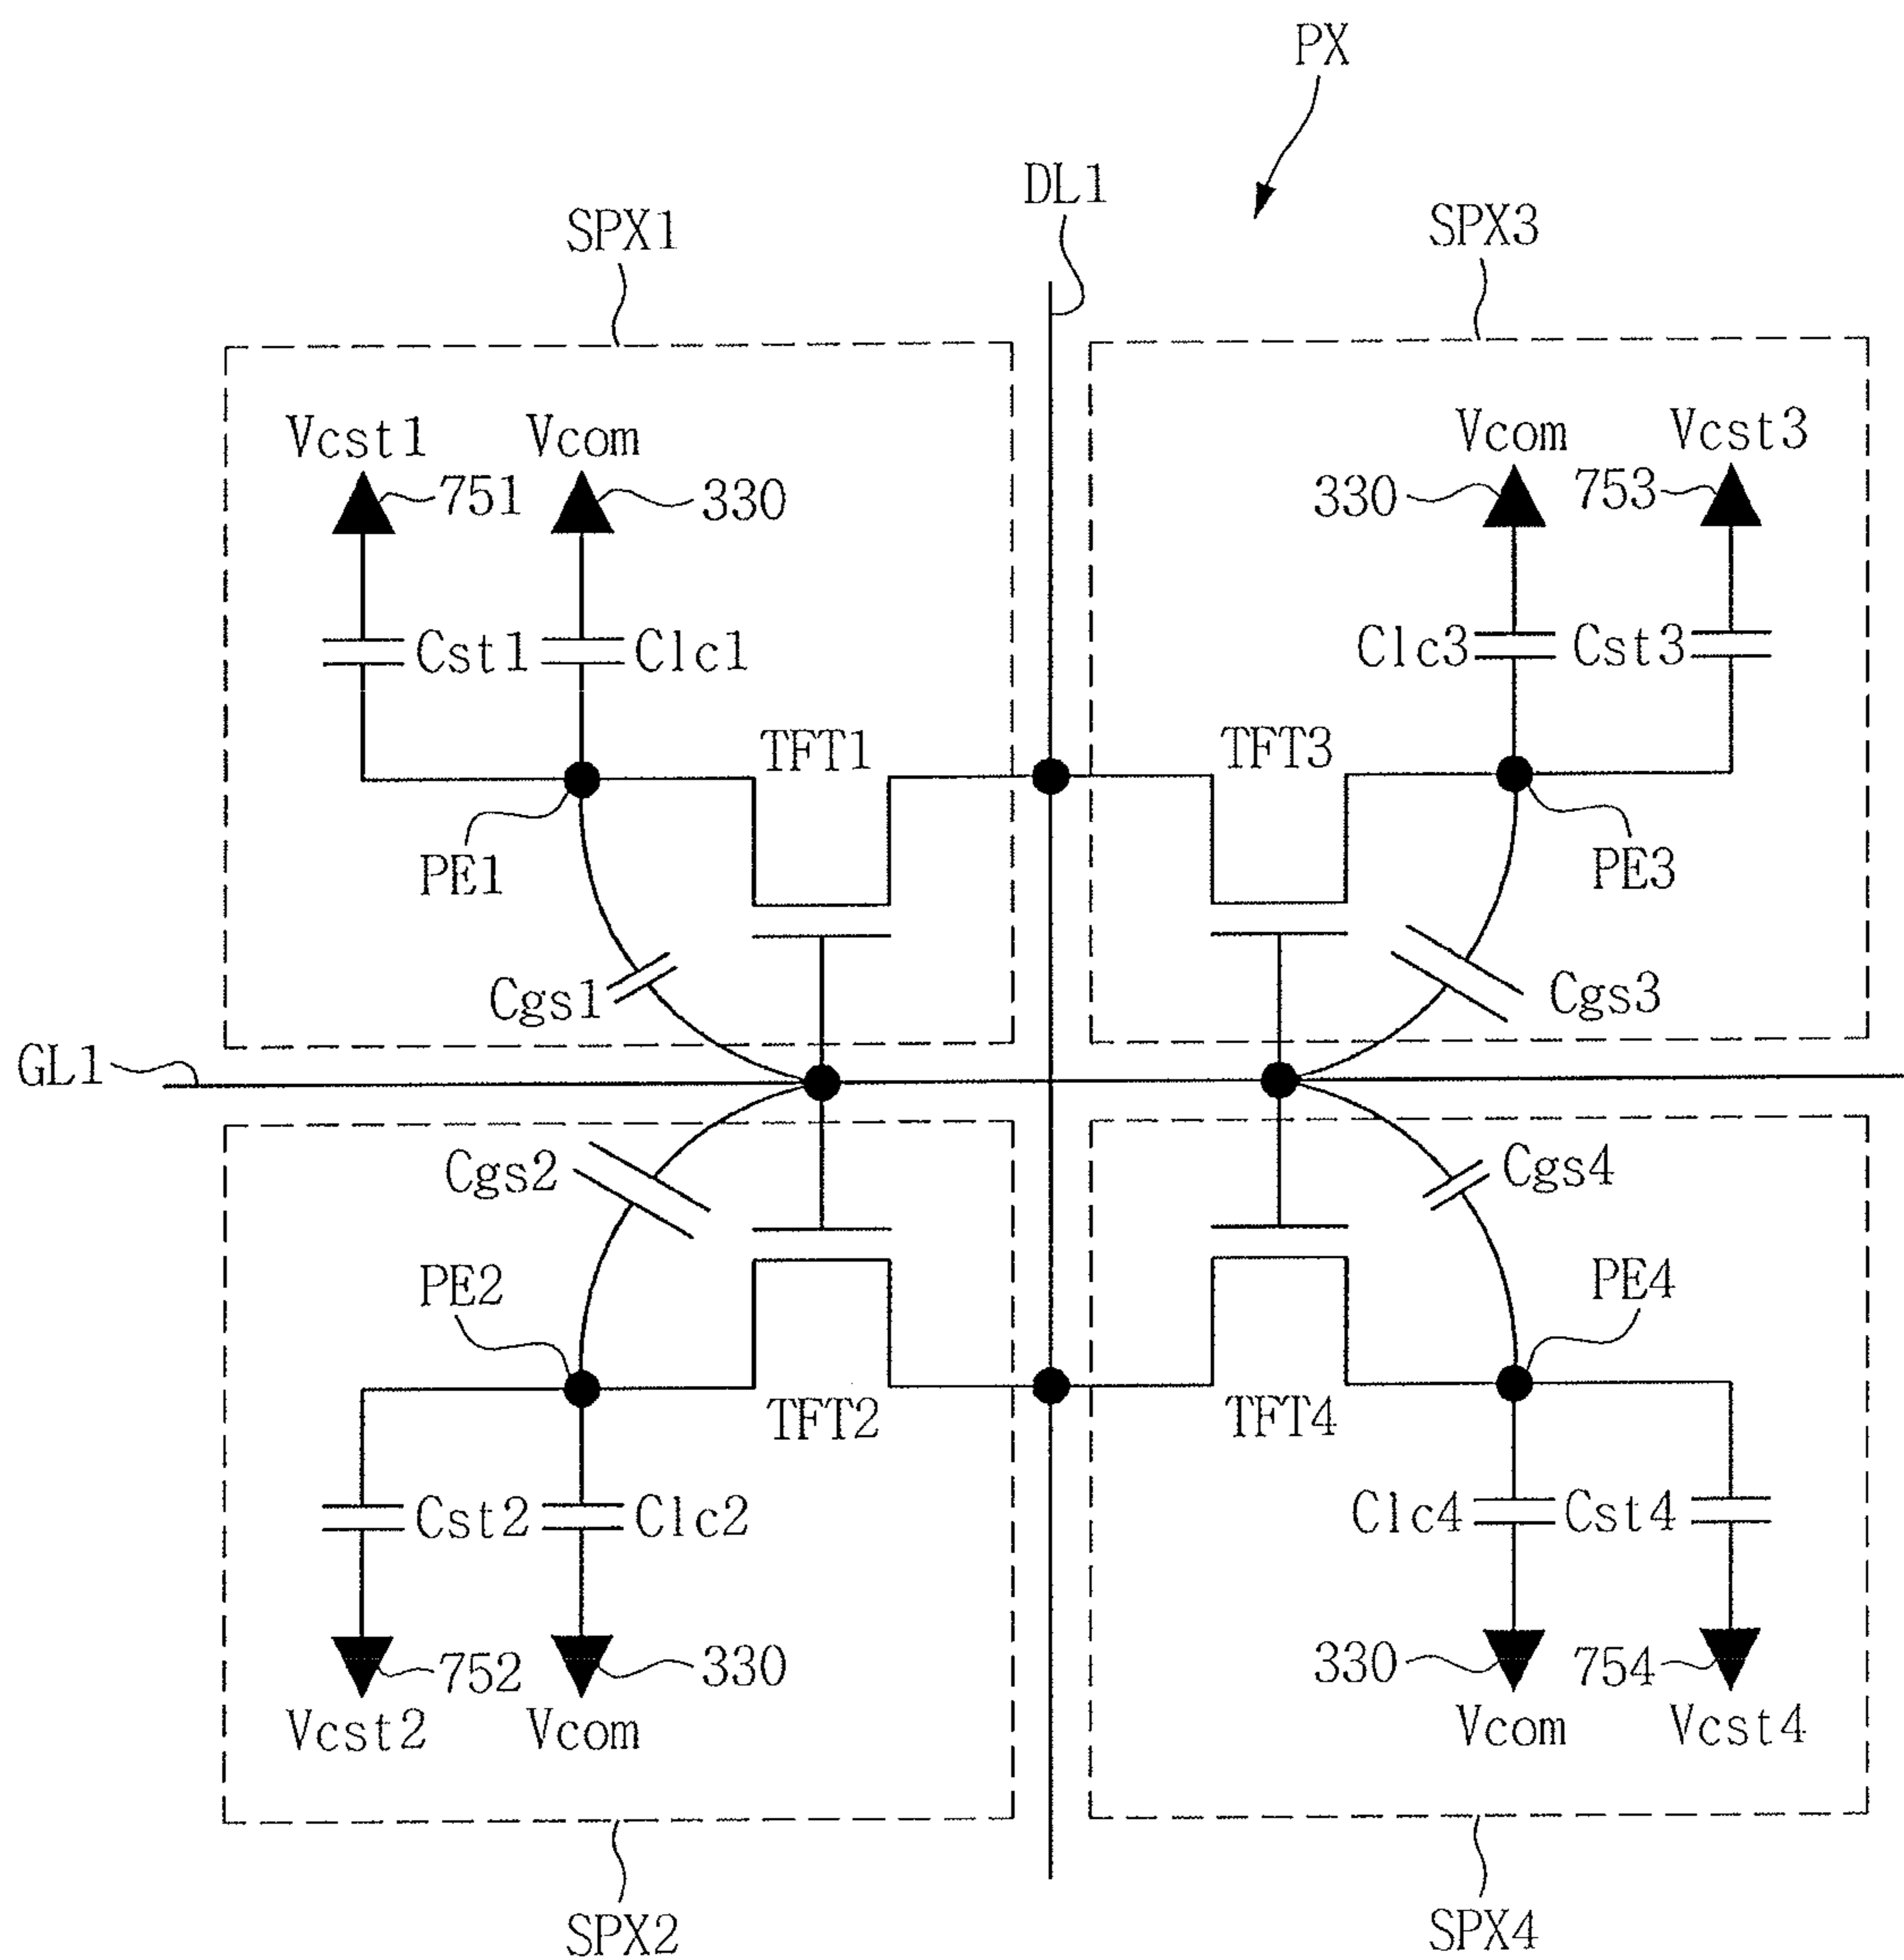 PX
DL1
SPX1
SPX3
Vcst1
Vcom
Vcom
Vcst3
751
330
330
753
Cst1
Clc1
Clc3
Cst3
TFT1
TFT3
PE1
PE3
Cgs1
Cgs3
GL1
Cgs2
Cgs4
PE2
PE4
TFT2
TFT4
Cst2
Clc2
Clc4
Cst4
752
330
330
754
Vcst2
Vcom
Vcom
Vcst4
SPX2
SPX4